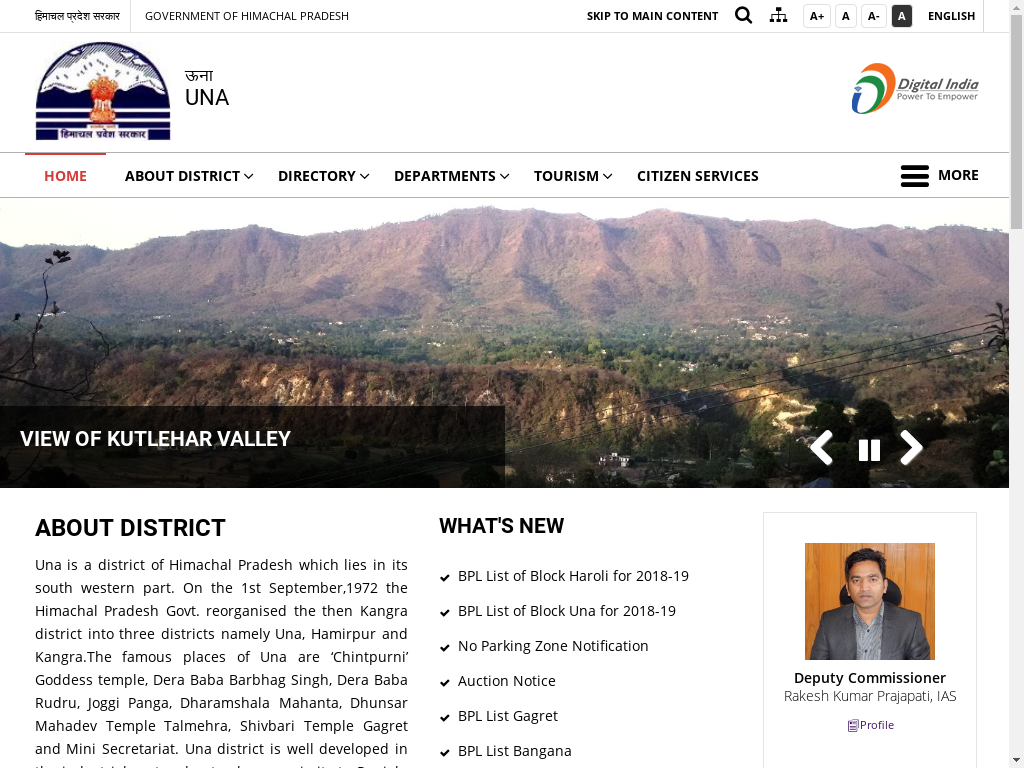 हिमाचल प्रदेश सरकार
GOVERNMENT OF HIMACHAL PRADESH
SKIP TO MAIN CONTENT
A+
A
A-
A
ENGLISH
हिमाचल प्रदेश सरकार
ऊना
UNA
Digital India
Power To Empower
HOME
ABOUT DISTRICT
DIRECTORY
DEPARTMENTS
TOURISM
CITIZEN SERVICES
MORE
VIEW OF KUTLEHAR VALLEY
ABOUT DISTRICT
Una is a district of Himachal Pradesh which lies in its
south western part. On the 1st September,1972 the
Himachal Pradesh Govt. reorganised the then Kangra
district into three districts namely Una, Hamirpur and
Kangra.The famous places of Una are ‘Chintpurni’
Goddess temple, Dera Baba Barbhag Singh, Dera Baba
Rudru, Joggi Panga, Dharamshala Mahanta, Dhunsar
Mahadev Temple Talmehra, Shivbari Temple Gagret
and Mini Secretariat. Una district is well developed in
WHAT'S NEW
BPL List of Block Haroli for 2018-19
BPL List of Block Una for 2018-19
No Parking Zone Notification
Auction Notice
BPL List Gagret
BPL List Bangana
Deputy Commissioner
Rakesh Kumar Prajapati, IAS
Profile